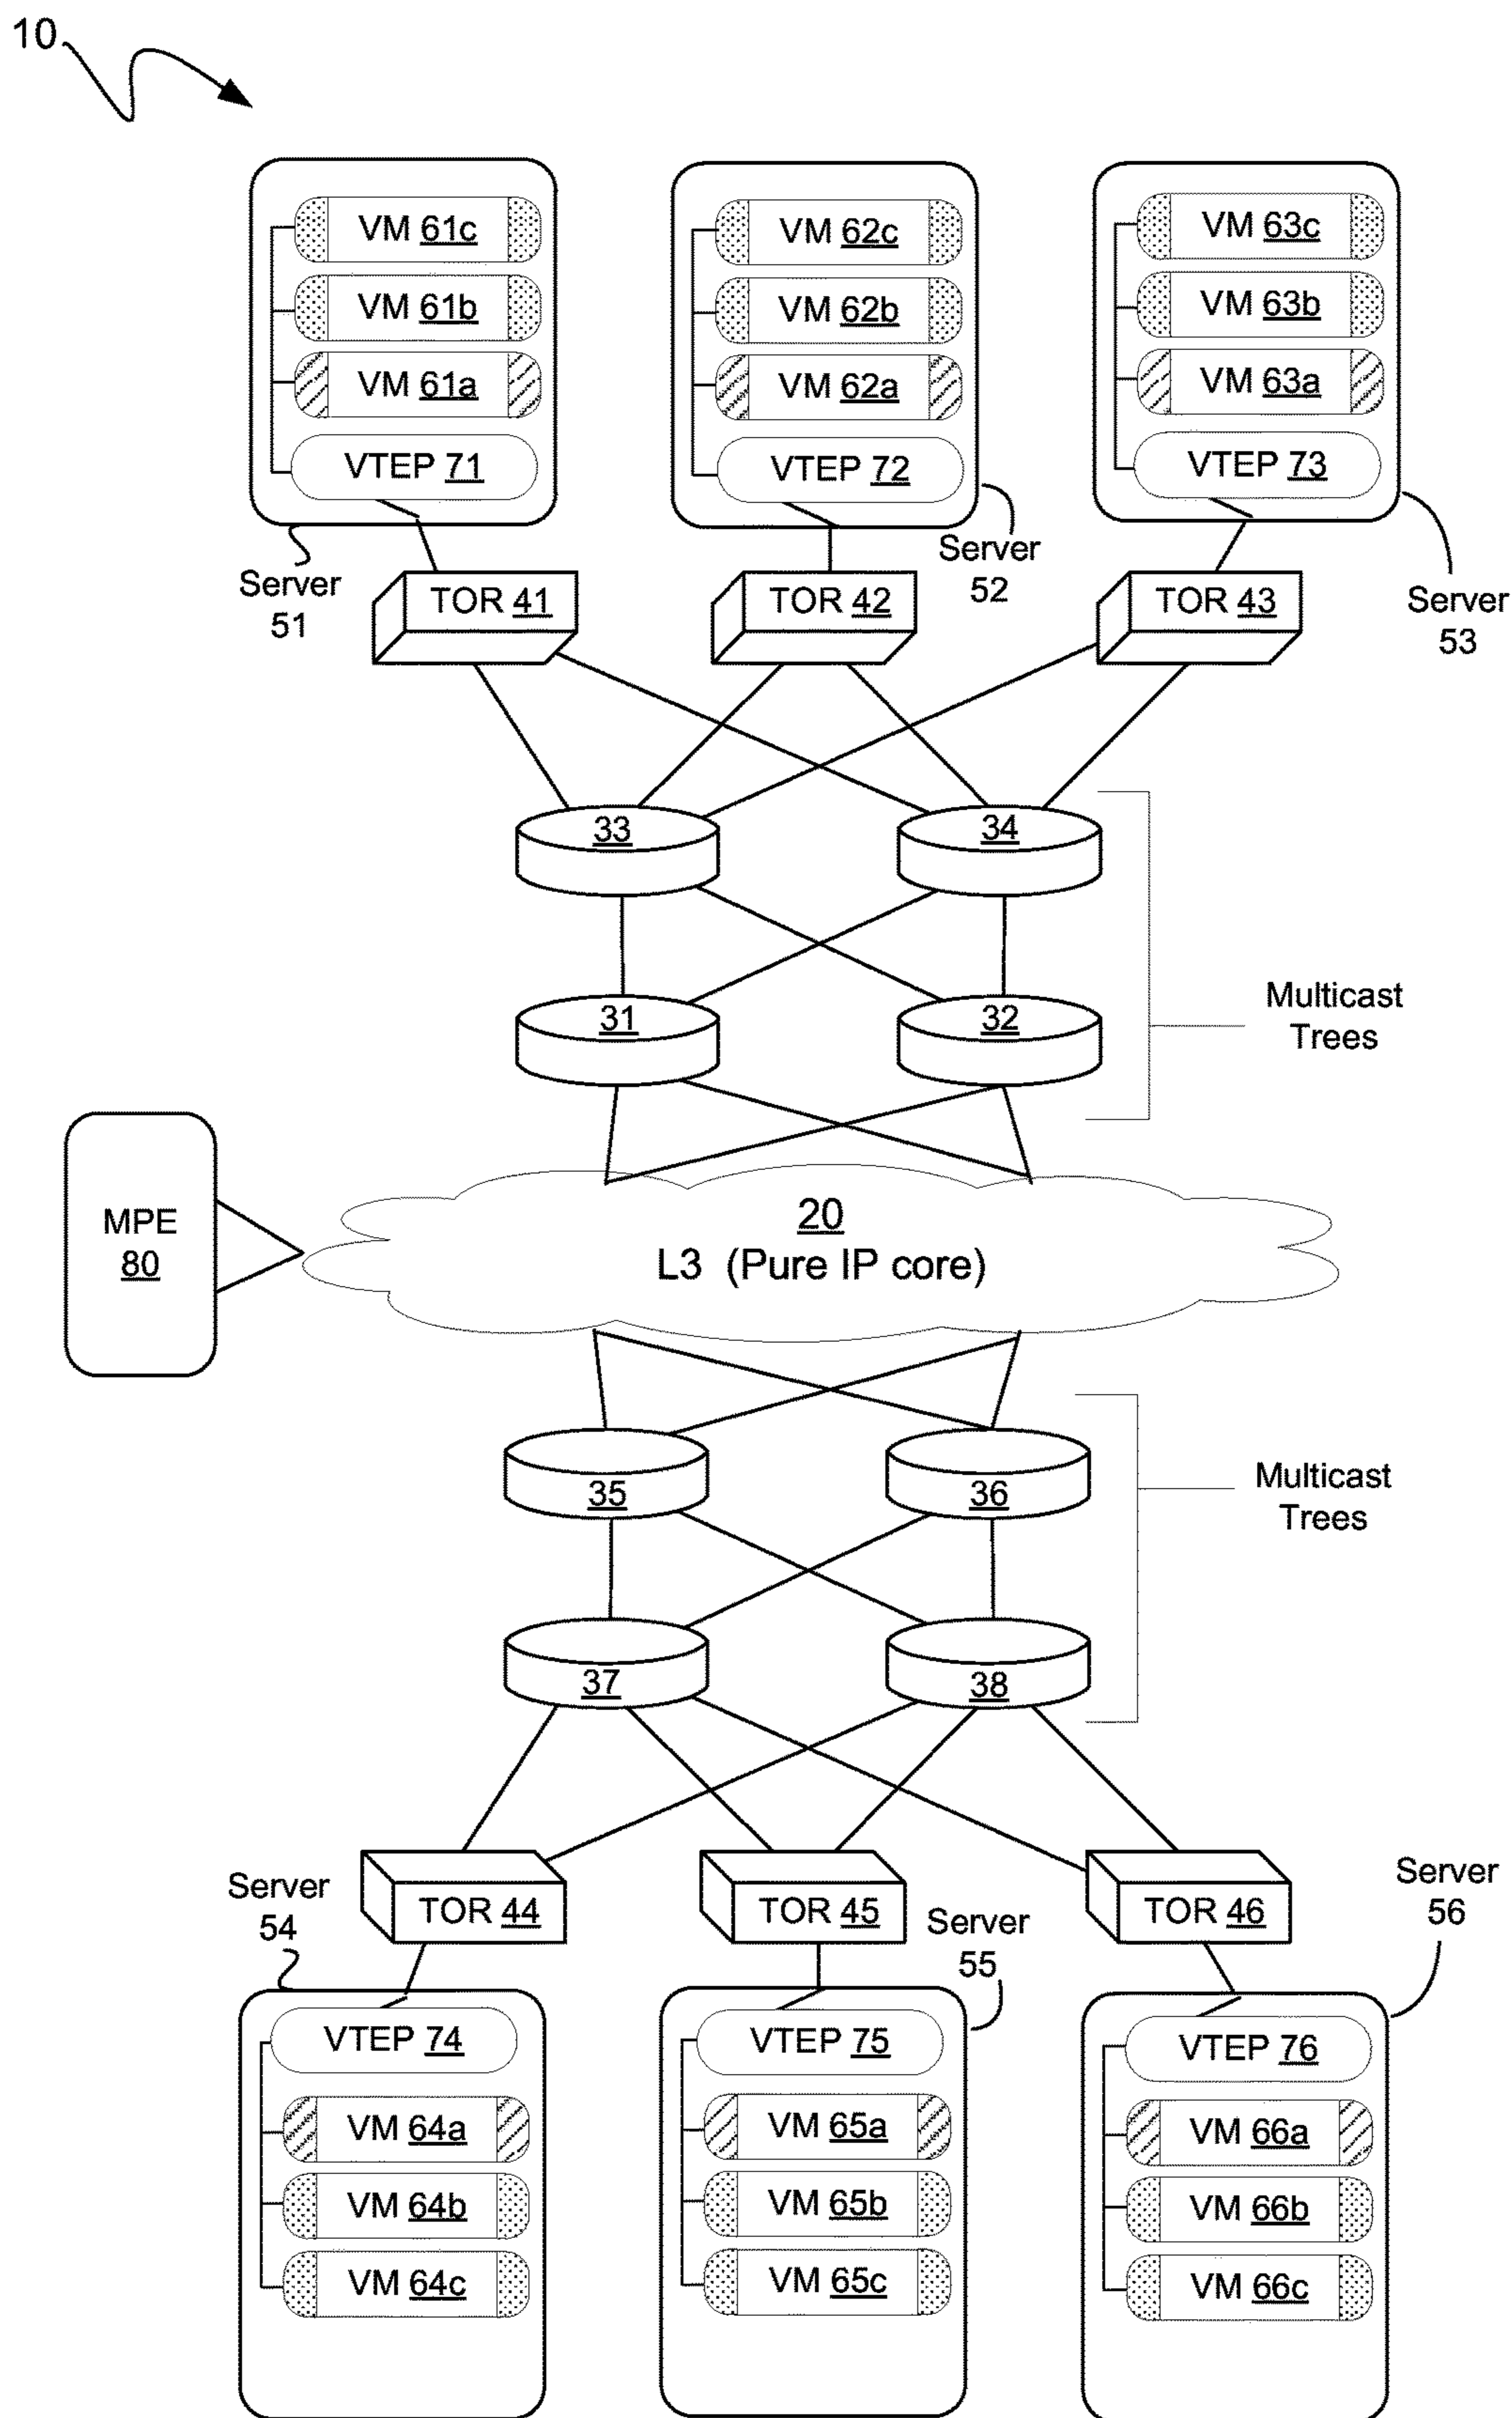 10
VM 61c
VM 61b
VM 61a
VTEP 71
VM 62c
VM 62b
VM 62a
VTEP 72
VM 63c
VM 63b
VM 63a
VTEP 73
Server
51
Server
52
Server
53
TOR 41
TOR 42
TOR 43
33
34
31
32
Multicast
Trees
MPE
80
20
L3 (Pure IP core)
35
36
37
38
Multicast
Trees
Server
54
TOR 44
TOR 45
Server
55
TOR 46
Server
56
VTEP 74
VM 64a
VM 64b
VM 64c
VTEP 75
VM 65a
VM 65b
VM 65c
VTEP 76
VM 66a
VM 66b
VM 66c